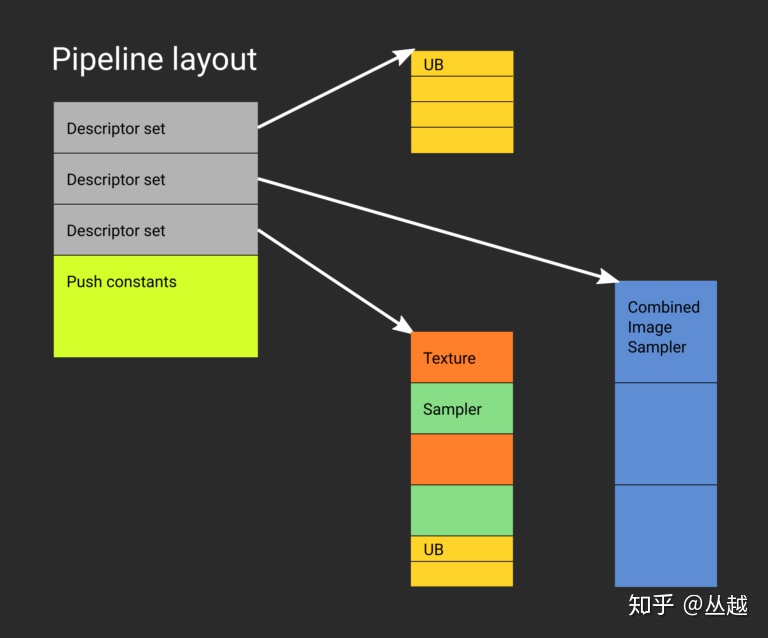 Pipeline layout
Descriptor set
Descriptor set
Descriptor set
Push constants
UB
Texture
Sampler
UB
Combined
Image
Sampler
知乎 @丛越